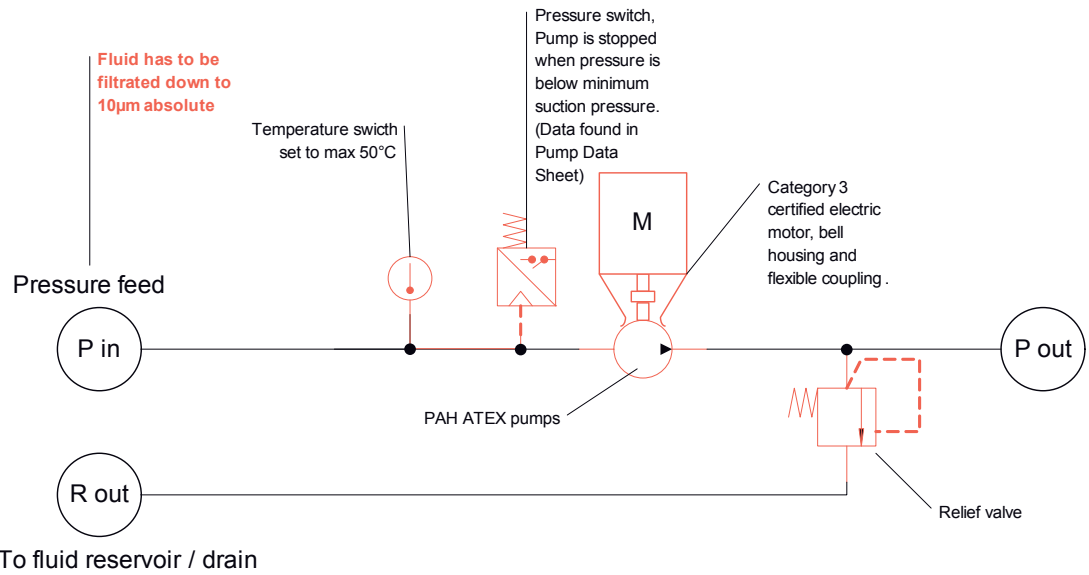 Pressure switch,
Pump is stopped
when pressure is
below minimum
suction pressure.
(Data found in
Pump Data
Sheet)
Fluid has to be
filtrated down to
10µm absolute
Temperature swicth
set to max 50°C
M
Category 3
certified electric
motor, bell
housing and
flexible coupling .
Pressure feed
P in
P out
PAH ATEX pumps
R out
Relief valve
To fluid reservoir / drain